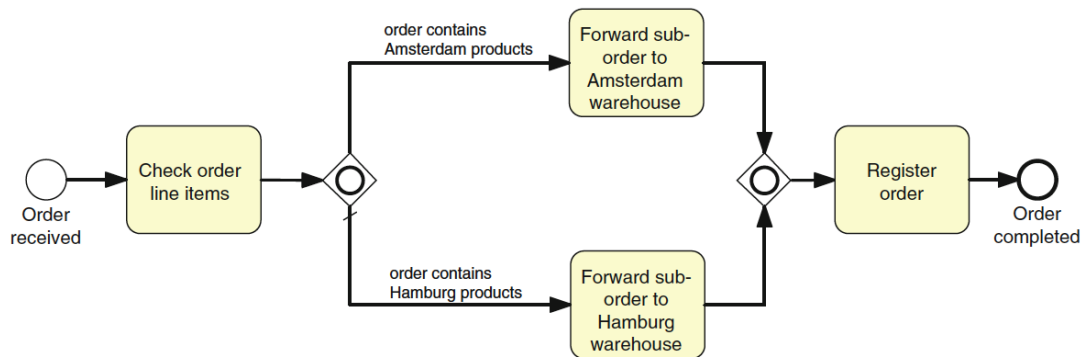 Order
received
Check order
line items
order contains
Amsterdam products
Forward sub-
order to
Amsterdam
warehouse
order contains
Hamburg products
Forward sub-
order to
Hamburg
warehouse
Register
order
Order
completed